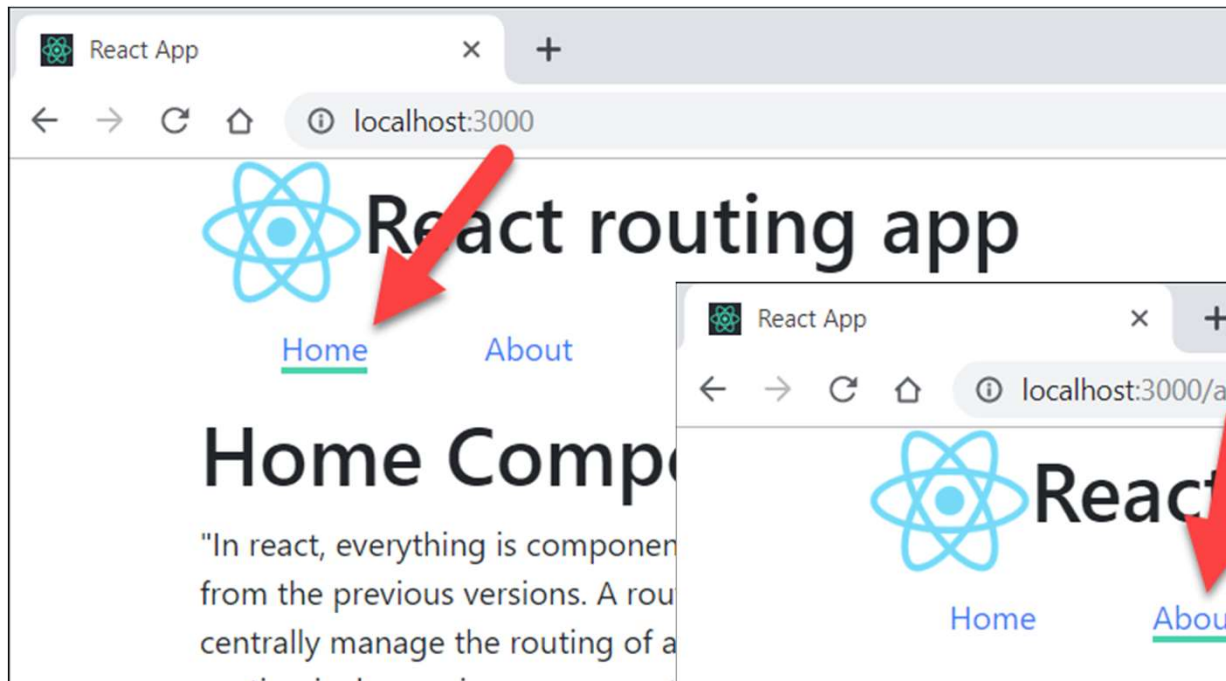 React App
localhost:3000
React routing app
Home About
Home Compo
"In react, everything is componen
from the previous versions. A rou
centrally manage the routing of a
React App
localhost:3000/a
React
Home Abou